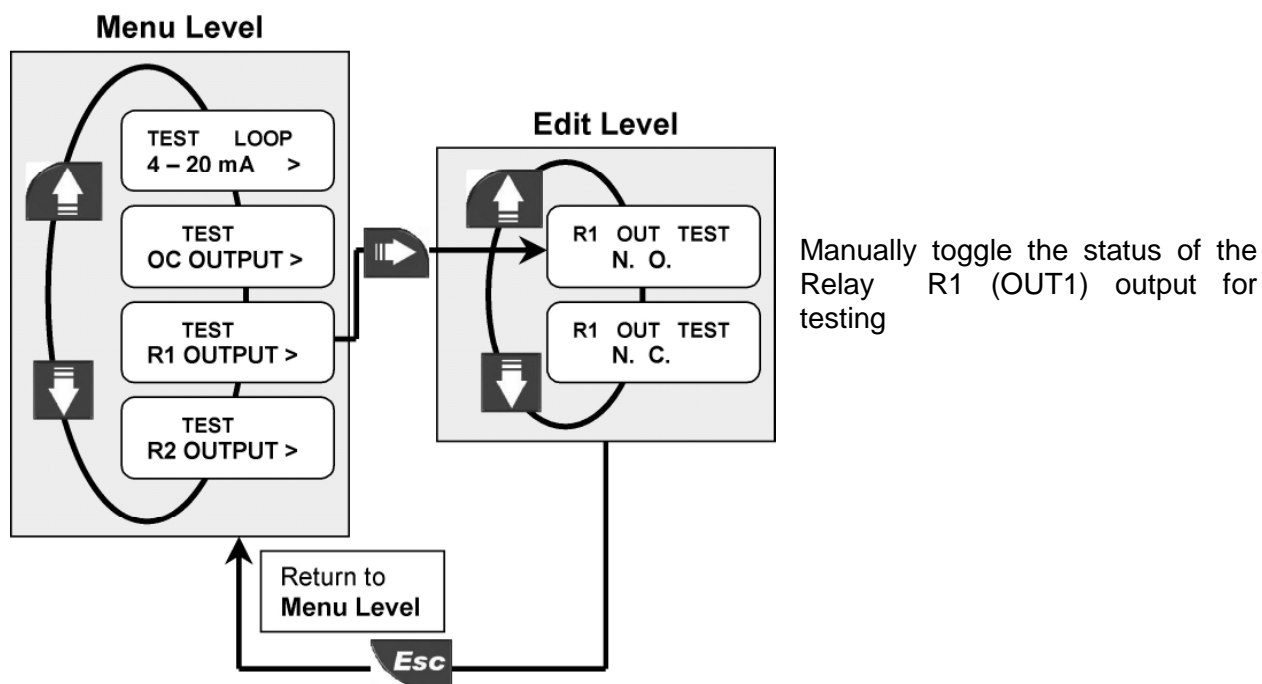 Menu Level
TEST LOOP
4 – 20 mA >
TEST
OC OUTPUT >
TEST
R1 OUTPUT >
TEST
R2 OUTPUT >
Edit Level
R1 OUT TEST
N. O.
R1 OUT TEST
N. C.
Manually toggle the status of the
Relay R1 (OUT1) output for
testing
Return to
Menu Level
Esc